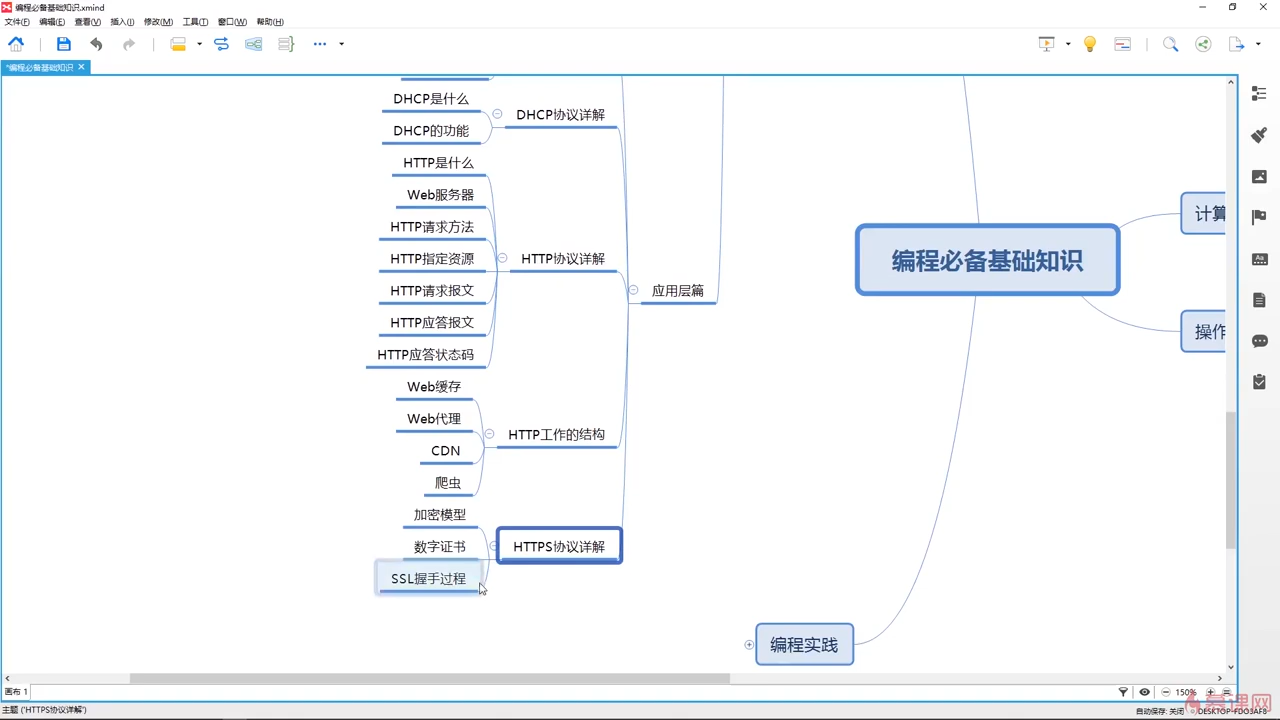 编程必备基础知识.xmind
文件(F) 编辑(E) 查看(V) 插入(I) 修改(M) 工具(T) 窗口(W) 帮助(H)
*编程必备基础知识
DHCP是什么
DHCP的功能
DHCP协议详解
HTTP是什么
Web服务器
HTTP请求方法
HTTP指定资源
HTTP请求报文
HTTP应答报文
HTTP应答状态码
HTTP协议详解
Web缓存
Web代理
CDN
爬虫
HTTP工作的结构
加密模型
数字证书
SSL握手过程
HTTPS协议详解
应用层篇
编程必备基础知识
计算
操作
编程实践
画布 1
150%
主题 ('HTTPS协议详解')
自动保存: 关闭
DESKTOP-FDO3AF8
慕课网